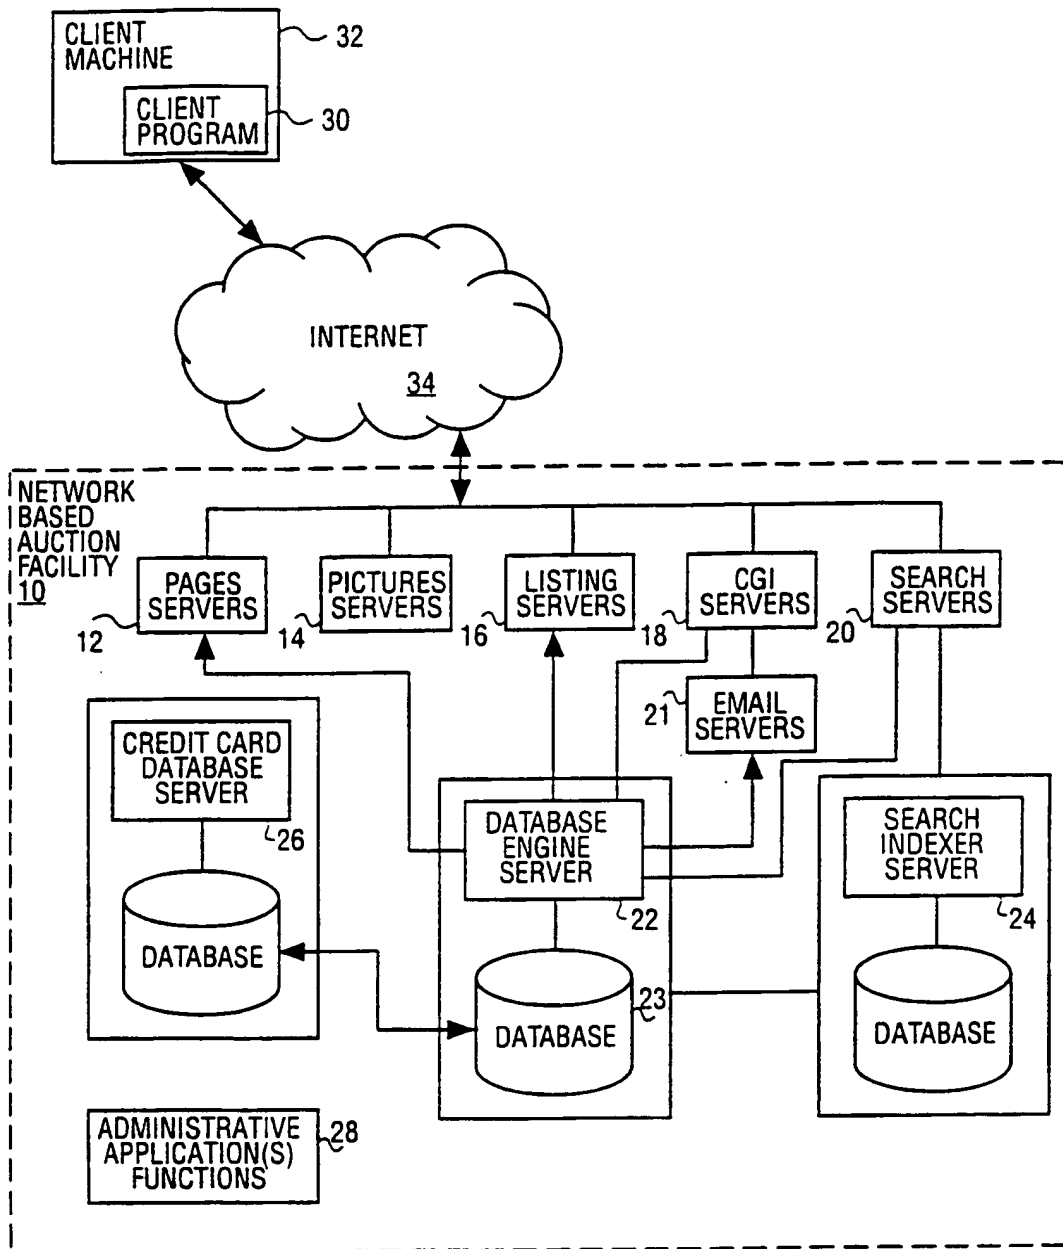 CLIENT
MACHINE
32
CLIENT
PROGRAM
30
INTERNET
34
NETWORK
BASED
AUCTION
FACILITY
10
PAGES
SERVERS
12
PICTURES
SERVERS
14
LISTING
SERVERS
16
CGI
SERVERS
18
SEARCH
SERVERS
20
EMAIL
SERVERS
21
CREDIT CARD
DATABASE
SERVER
26
DATABASE
DATABASE
ENGINE
SERVER
22
DATABASE
23
SEARCH
INDEXER
SERVER
24
DATABASE
ADMINISTRATIVE
APPLICATION(S)
FUNCTIONS
28